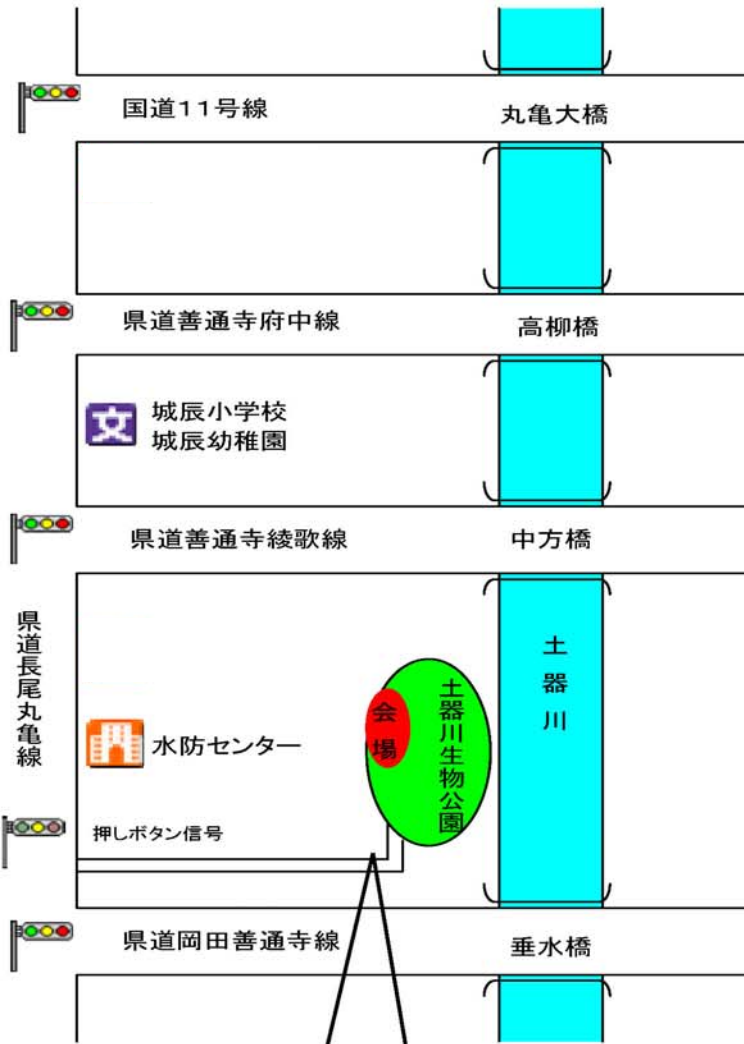 国道11号線
丸亀大橋
県道善通寺府中線
高柳橋
文
城辰小学校
城辰幼稚園
県道善通寺綾歌線
中方橋
県道長尾丸亀線
土器川
会場
土器川生物公園
水防センター
押しボタン信号
県道岡田善通寺線
垂水橋